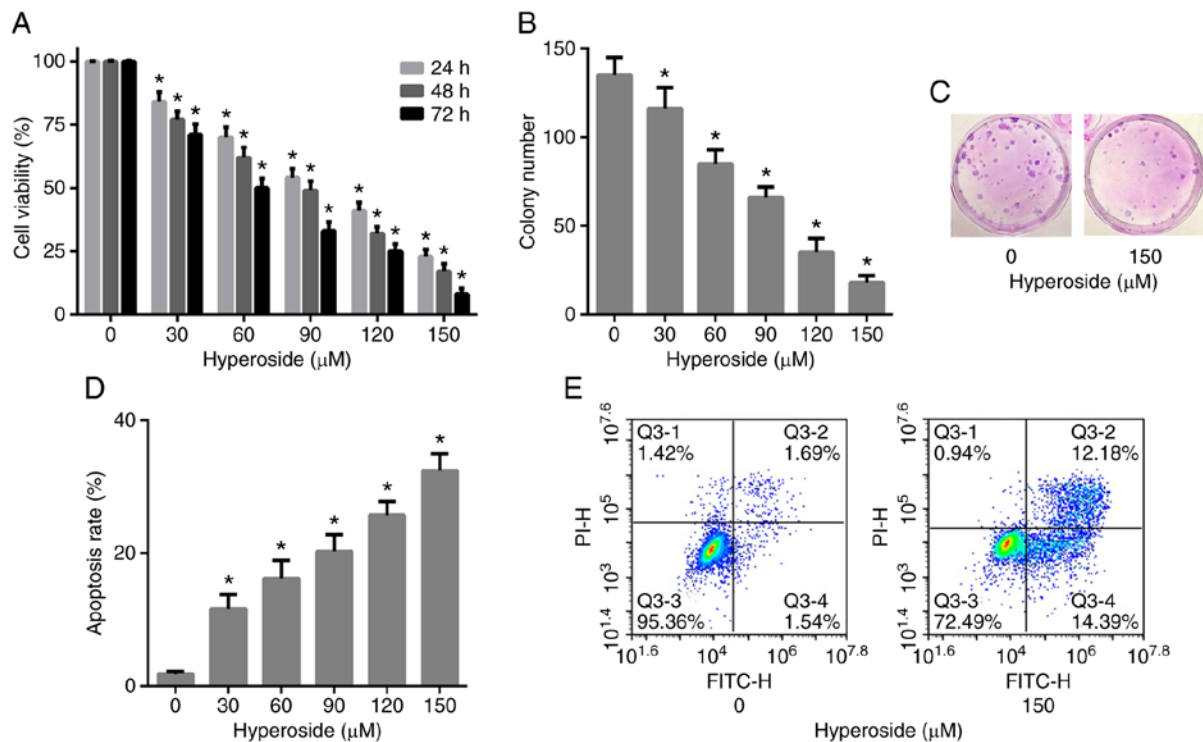 A
Cell viability (%)
100
75
50
25
0
24 h
48 h
72 h
* * *
* * *
* * *
* * *
* * *
0 30 60 90 120 150
Hyperoside (μM)
B
Colony number
150
100
50
0
* * * * *
0 30 60 90 120 150
Hyperoside (μM)
C
0 150
Hyperoside (μM)
D
Apoptosis rate (%)
40
20
0
* * * * *
0 30 60 90 120 150
Hyperoside (μM)
E
PI-H
10^7.6
10^5
10^3
10^1.4
Q3-1 Q3-2
1.42% 1.69%
Q3-3 Q3-4
95.36% 1.54%
10^1.6 10^4 10^6 10^7.8
FITC-H
0
PI-H
10^7.6
10^5
10^3
10^1.4
Q3-1 Q3-2
0.94% 12.18%
Q3-3 Q3-4
72.49% 14.39%
10^1.6 10^4 10^6 10^7.8
FITC-H
150
Hyperoside (μM)